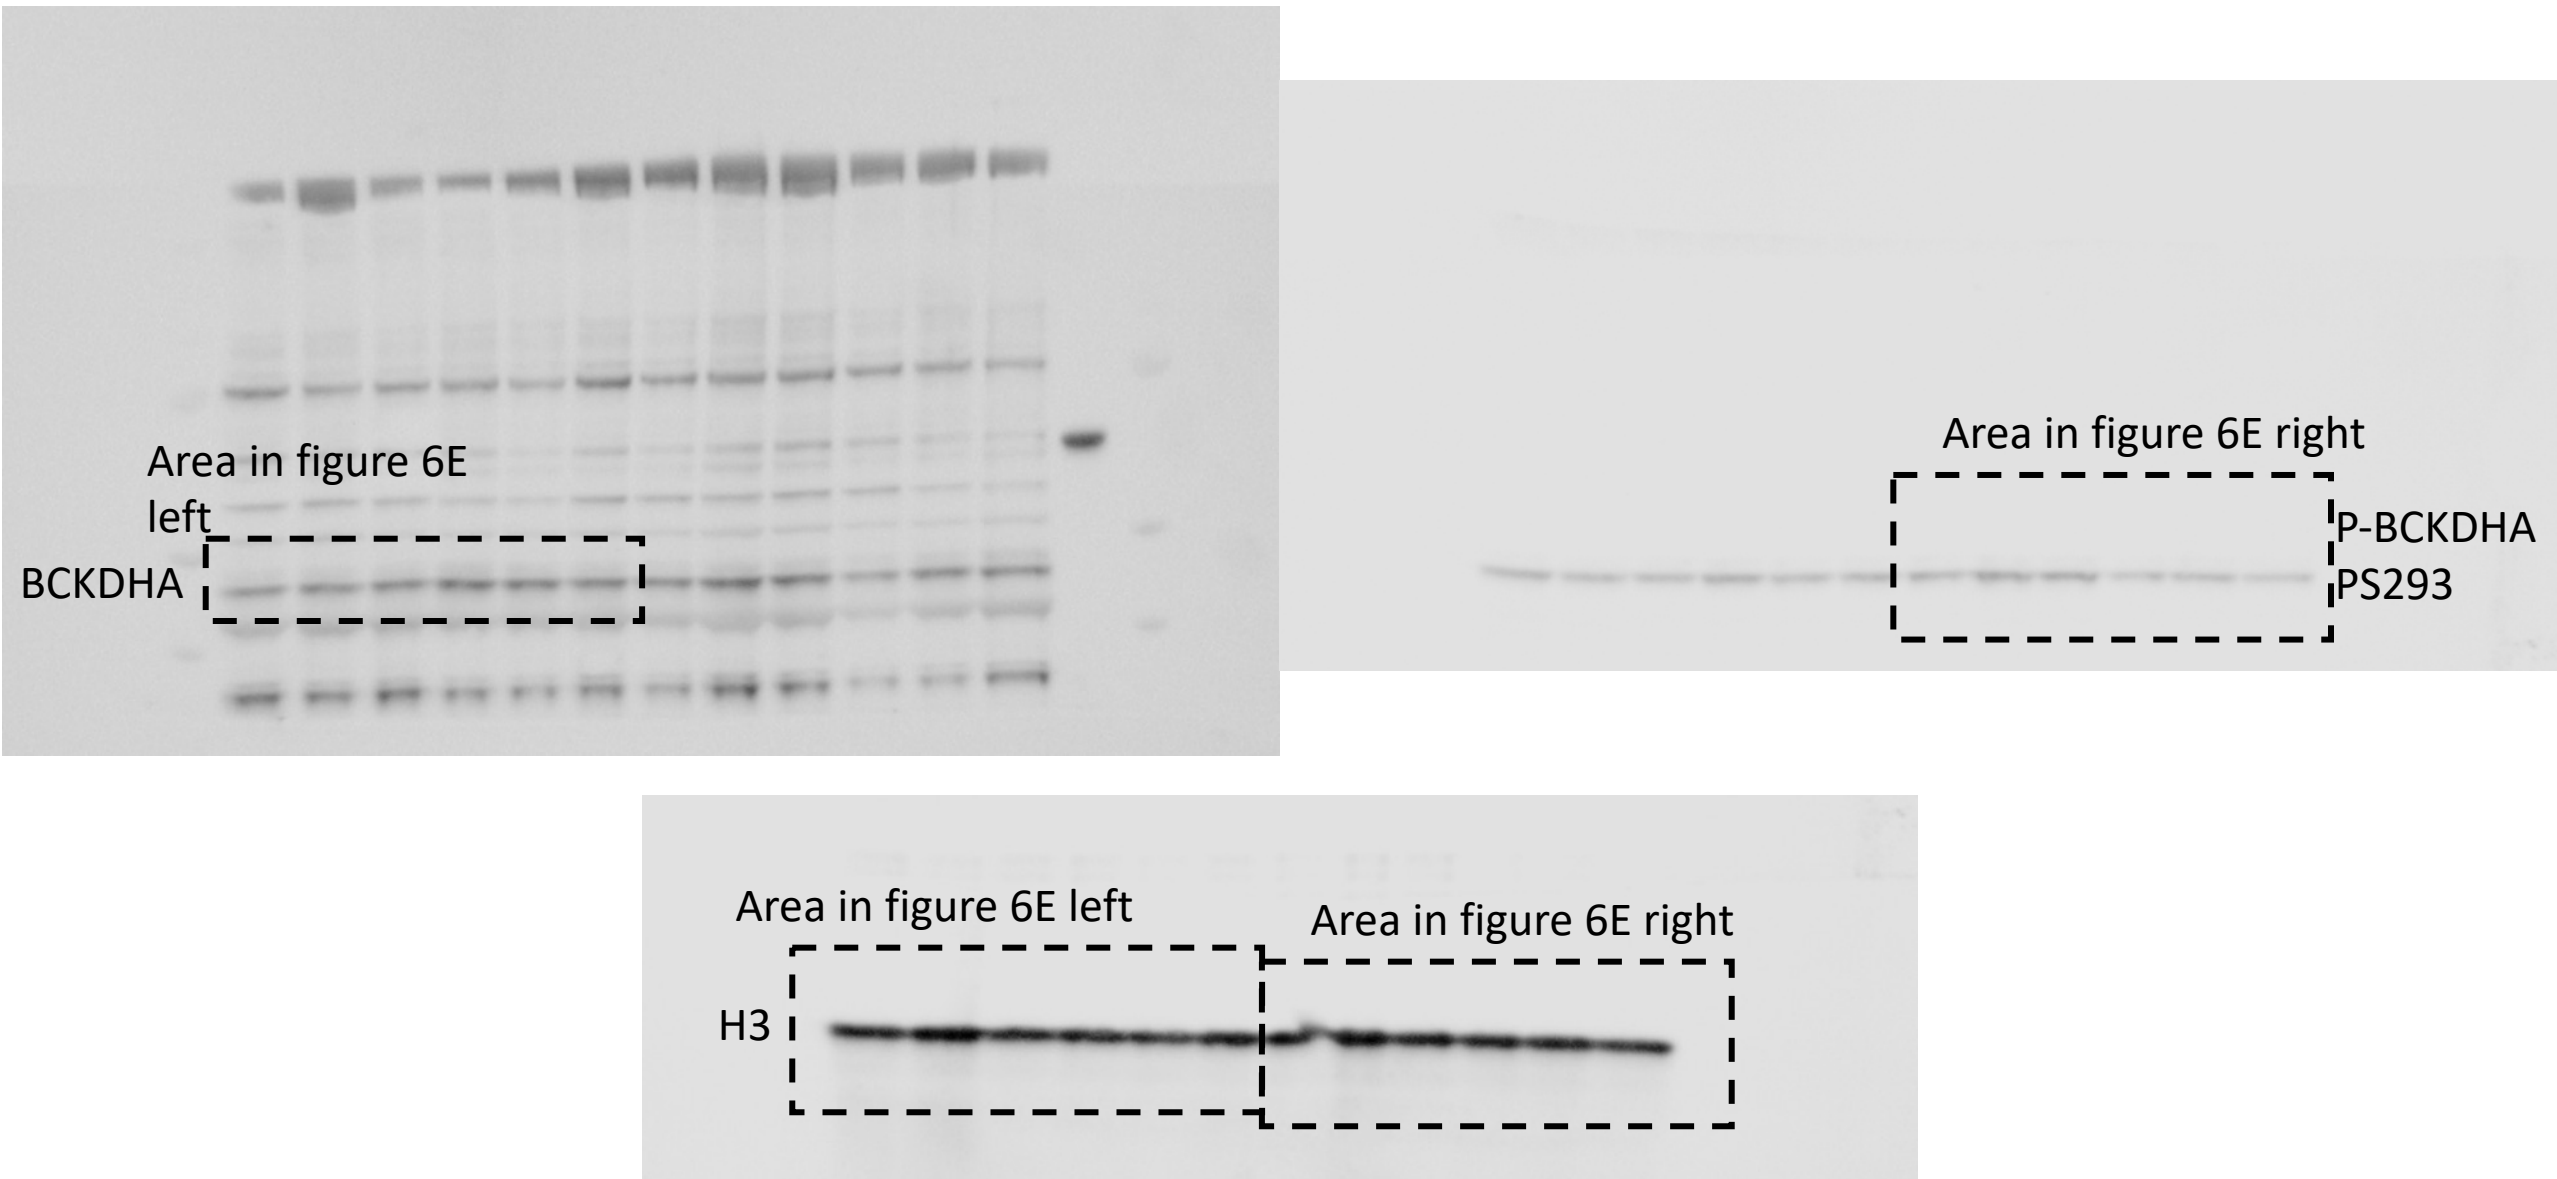 Area in figure 6E
left
BCKDHA
Area in figure 6E right
P-BCKDHA
PS293
Area in figure 6E left
Area in figure 6E right
H3